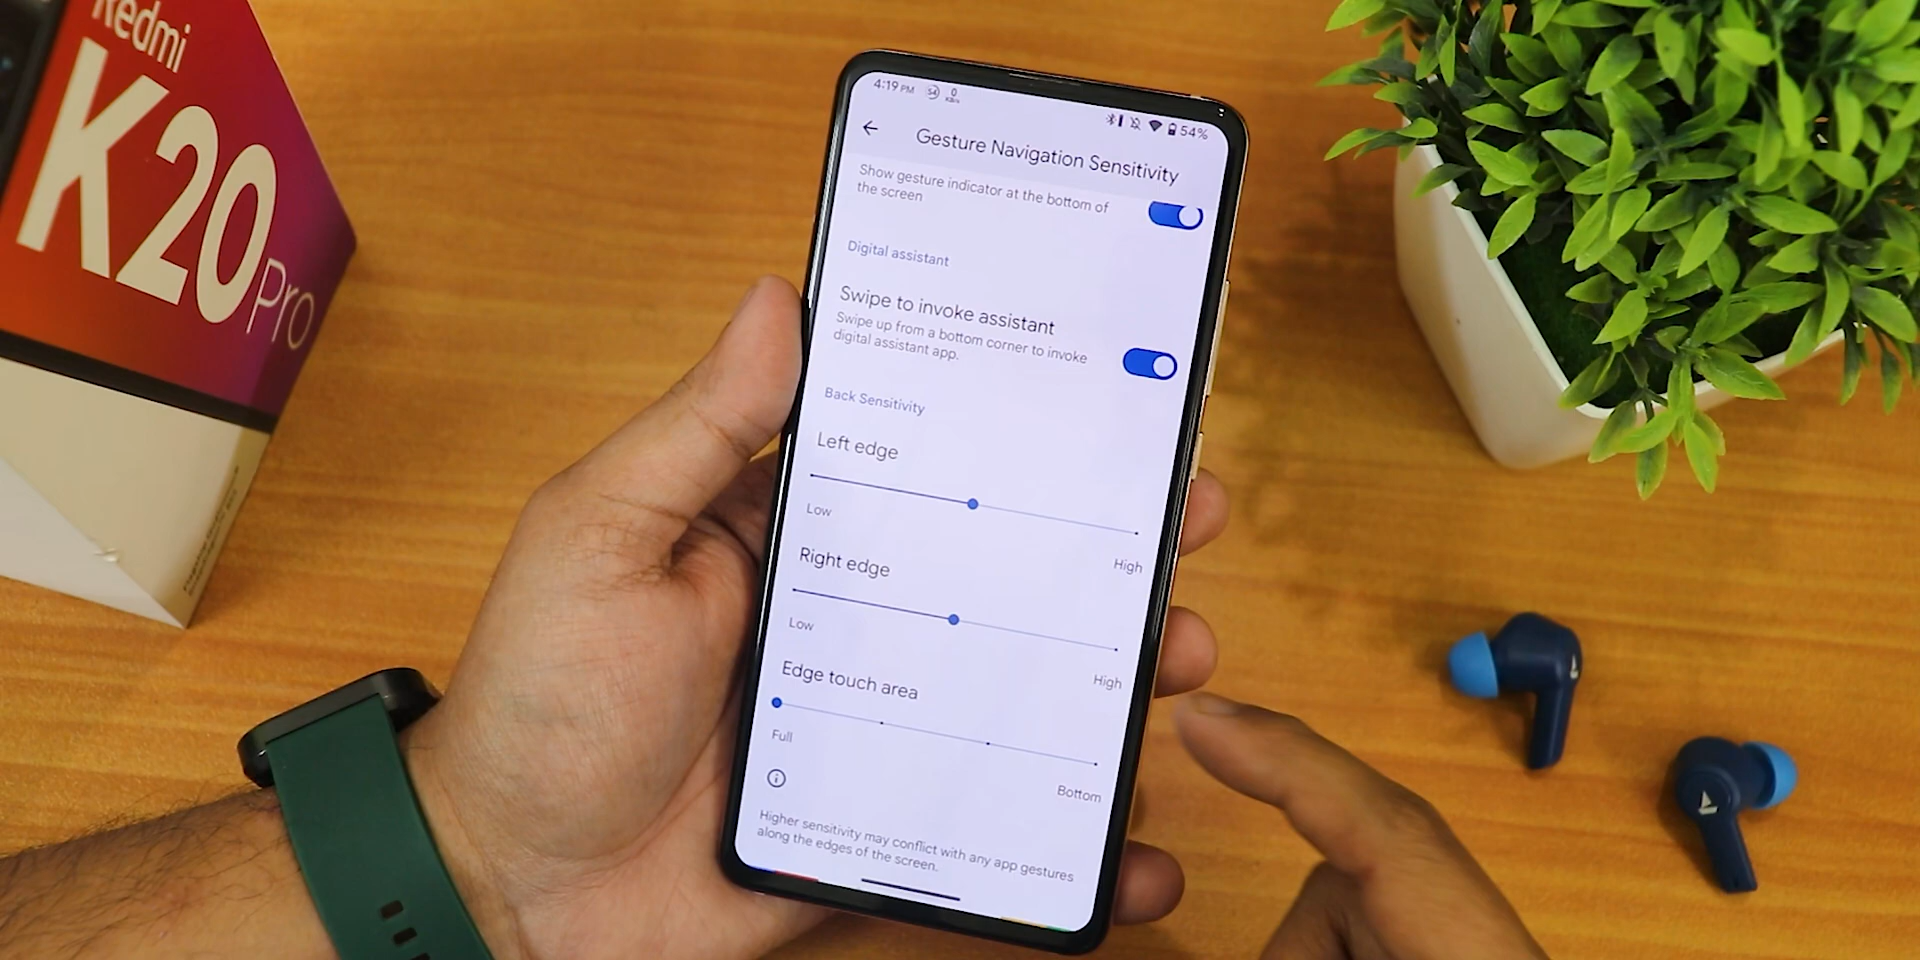 Redmi
K20 Pro
4:19 PM 54 0 KB/s 54%
Gesture Navigation Sensitivity
Show gesture indicator at the bottom of
the screen
Digital assistant
Swipe to invoke assistant
Swipe up from a bottom corner to invoke
digital assistant app.
Back Sensitivity
Left edge
Low
High
Right edge
Low
High
Edge touch area
Full
Bottom
Higher sensitivity may conflict with any app gestures
along the edges of the screen.